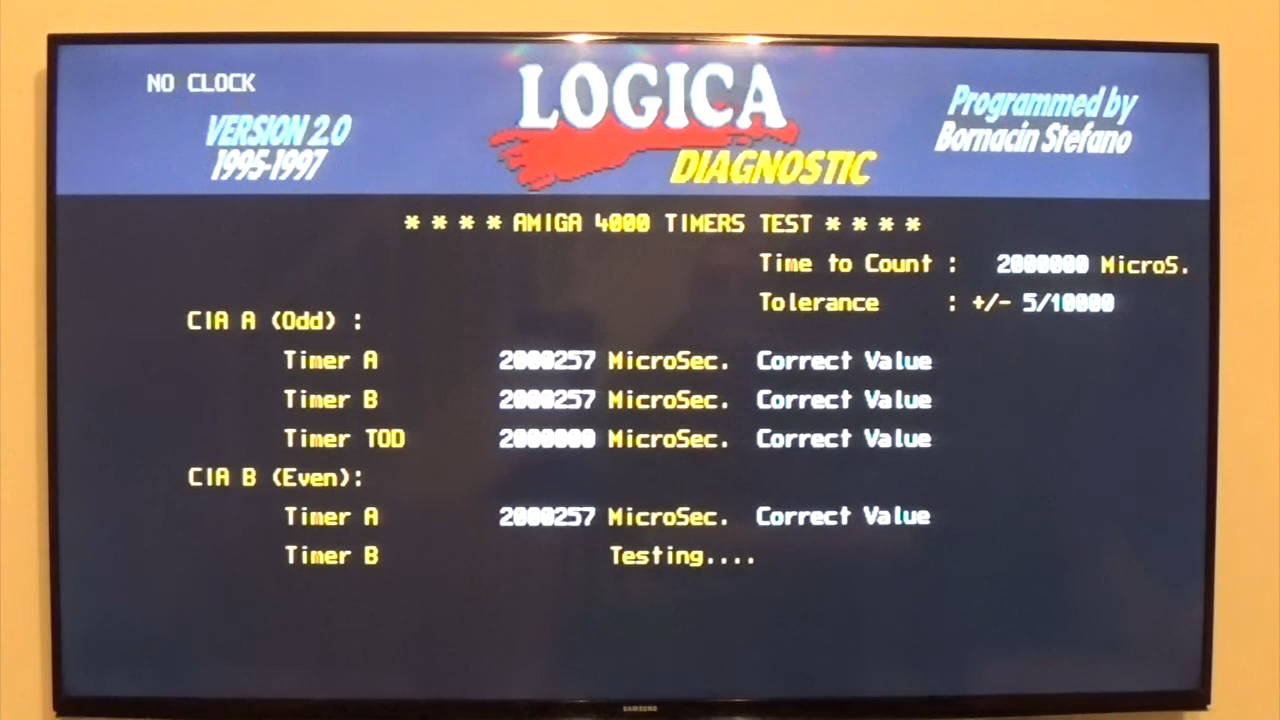 NO CLOCK
VERSION 2.0
1995-1997
LOGICA
DIAGNOSTIC
Programmed by
Bornacin Stefano
* * * * AMIGA 4000 TIMERS TEST * * * *
Time to Count : 2000000 MicroS.
Tolerance : +/- 5/10000
CIA A (Odd) :
Timer A 2000257 MicroSec. Correct Value
Timer B 2000257 MicroSec. Correct Value
Timer TOD 2000000 MicroSec. Correct Value
CIA B (Even):
Timer A 2000257 MicroSec. Correct Value
Timer B Testing....
SAMSUNG